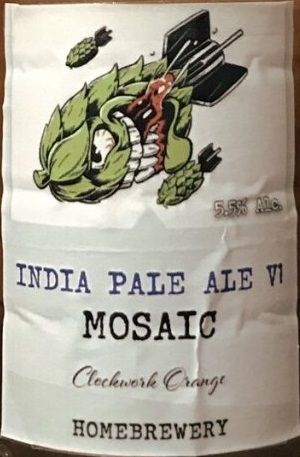 5.5% Alc.
INDIA PALE ALE V1
MOSAIC
Clockwork Orange
HOMEBREWERY